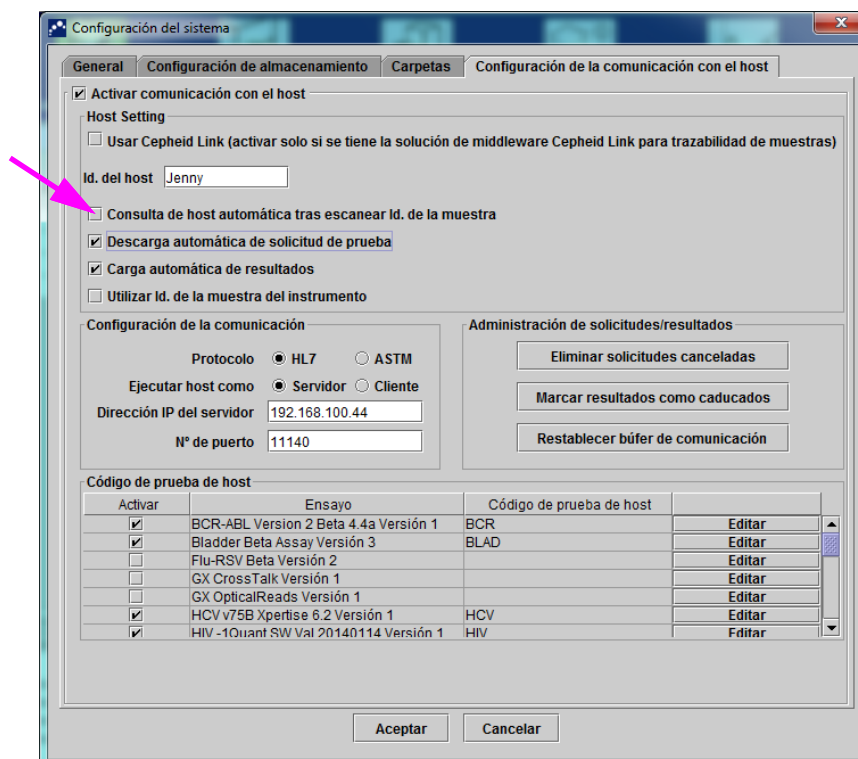 Configuración del sistema
General Configuración de almacenamiento Carpetas Configuración de la comunicación con el host
Activar comunicación con el host
Host Setting
Usar Cepheid Link (activar solo si se tiene la solución de middleware Cepheid Link para trazabilidad de muestras)
Id. del host Jenny
Consulta de host automática tras escanear Id. de la muestra
Descarga automática de solicitud de prueba
Carga automática de resultados
Utilizar Id. de la muestra del instrumento
Configuración de la comunicación
Protocolo HL7 ASTM
Ejecutar host como Servidor Cliente
Dirección IP del servidor 192.168.100.44
Nº de puerto 11140
Administración de solicitudes/resultados
Eliminar solicitudes canceladas
Marcar resultados como caducados
Restablecer búfer de comunicación
Código de prueba de host
Activar Ensayo Código de prueba de host
BCR-ABL Version 2 Beta 4.4a Versión 1 BCR Editar
Bladder Beta Assay Versión 3 BLAD Editar
Flu-RSV Beta Versión 2 Editar
GX CrossTalk Versión 1 Editar
GX OpticalReads Versión 1 Editar
HCV v75B Xpertise 6.2 Versión 1 HCV Editar
HIV -1Quant SW Val 20140114 Versión 1 HIV Editar
Aceptar Cancelar